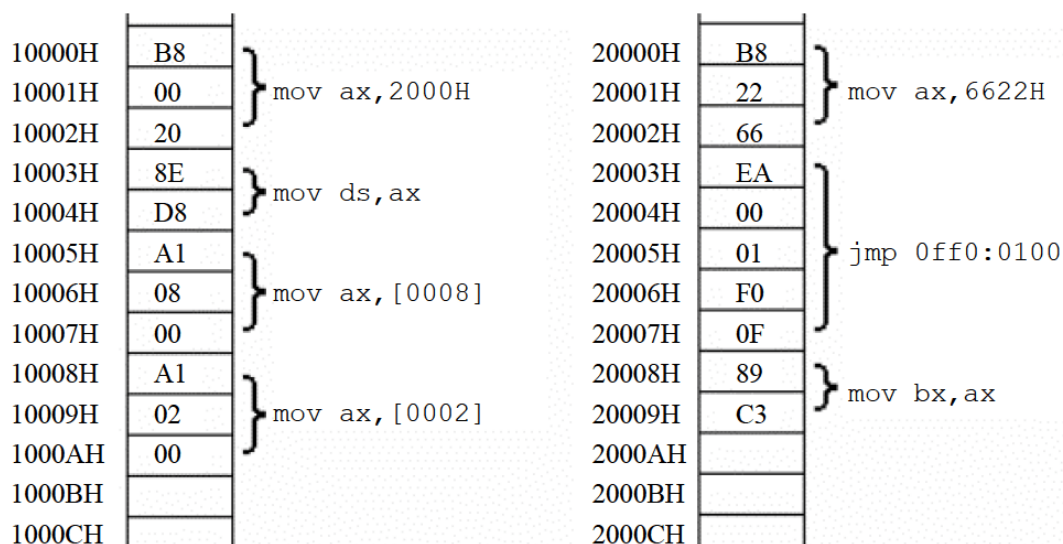 10000H B8
10001H 00 mov ax,2000H
10002H 20
10003H 8E
mov ds,ax
10004H D8
10005H A1
10006H 08 mov ax,[0008]
10007H 00
10008H A1
10009H 02 mov ax,[0002]
1000AH 00
1000BH
1000CH
20000H B8
20001H 22 mov ax,6622H
20002H 66
20003H EA
20004H 00
20005H 01 jmp 0ff0:0100
20006H F0
20007H 0F
20008H 89
mov bx,ax
20009H C3
2000AH
2000BH
2000CH